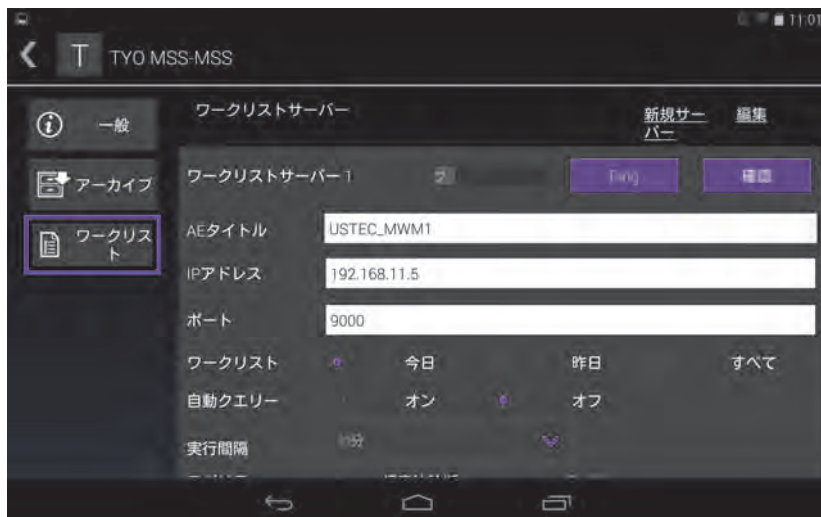 11:01
T TYO MSS-MSS
一般
アーカイブ
ワークリス
ト
ワークリストサーバー
新規サー
バー
編集
ワークリストサーバー 1
Ping
確認
AEタイトル
USTEC_MWM1
IPアドレス
192.168.11.5
ポート
9000
ワークリスト
今日
昨日
すべて
自動クエリー
オン
オフ
実行間隔